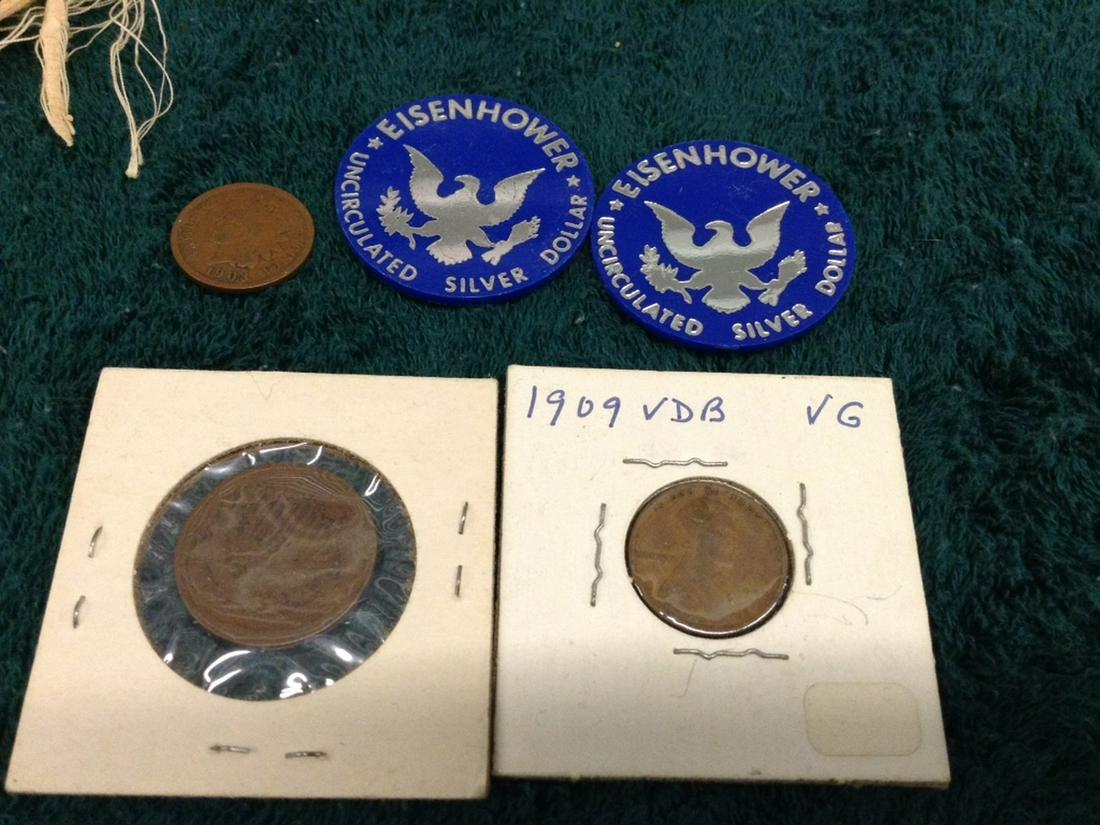 ★ EISENHOWER ★
UNCIRCULATED SILVER DOLLAR
★ EISENHOWER ★
UNCIRCULATED SILVER DOLLAR
1909 VDB VG